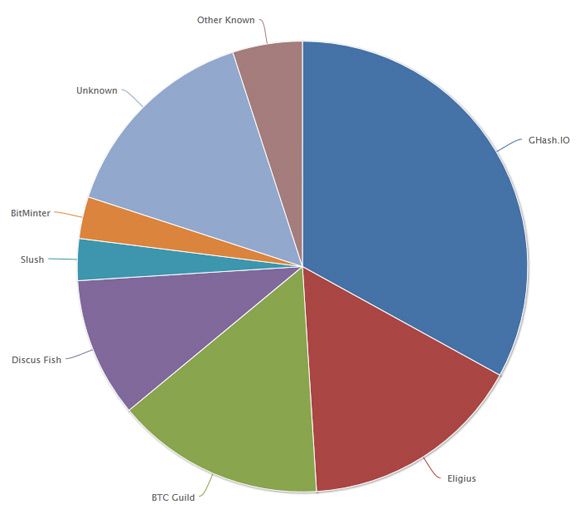 Other Known
GHash.IO
Unknown
BitMinter
Slush
Discus Fish
Eligius
BTC Guild